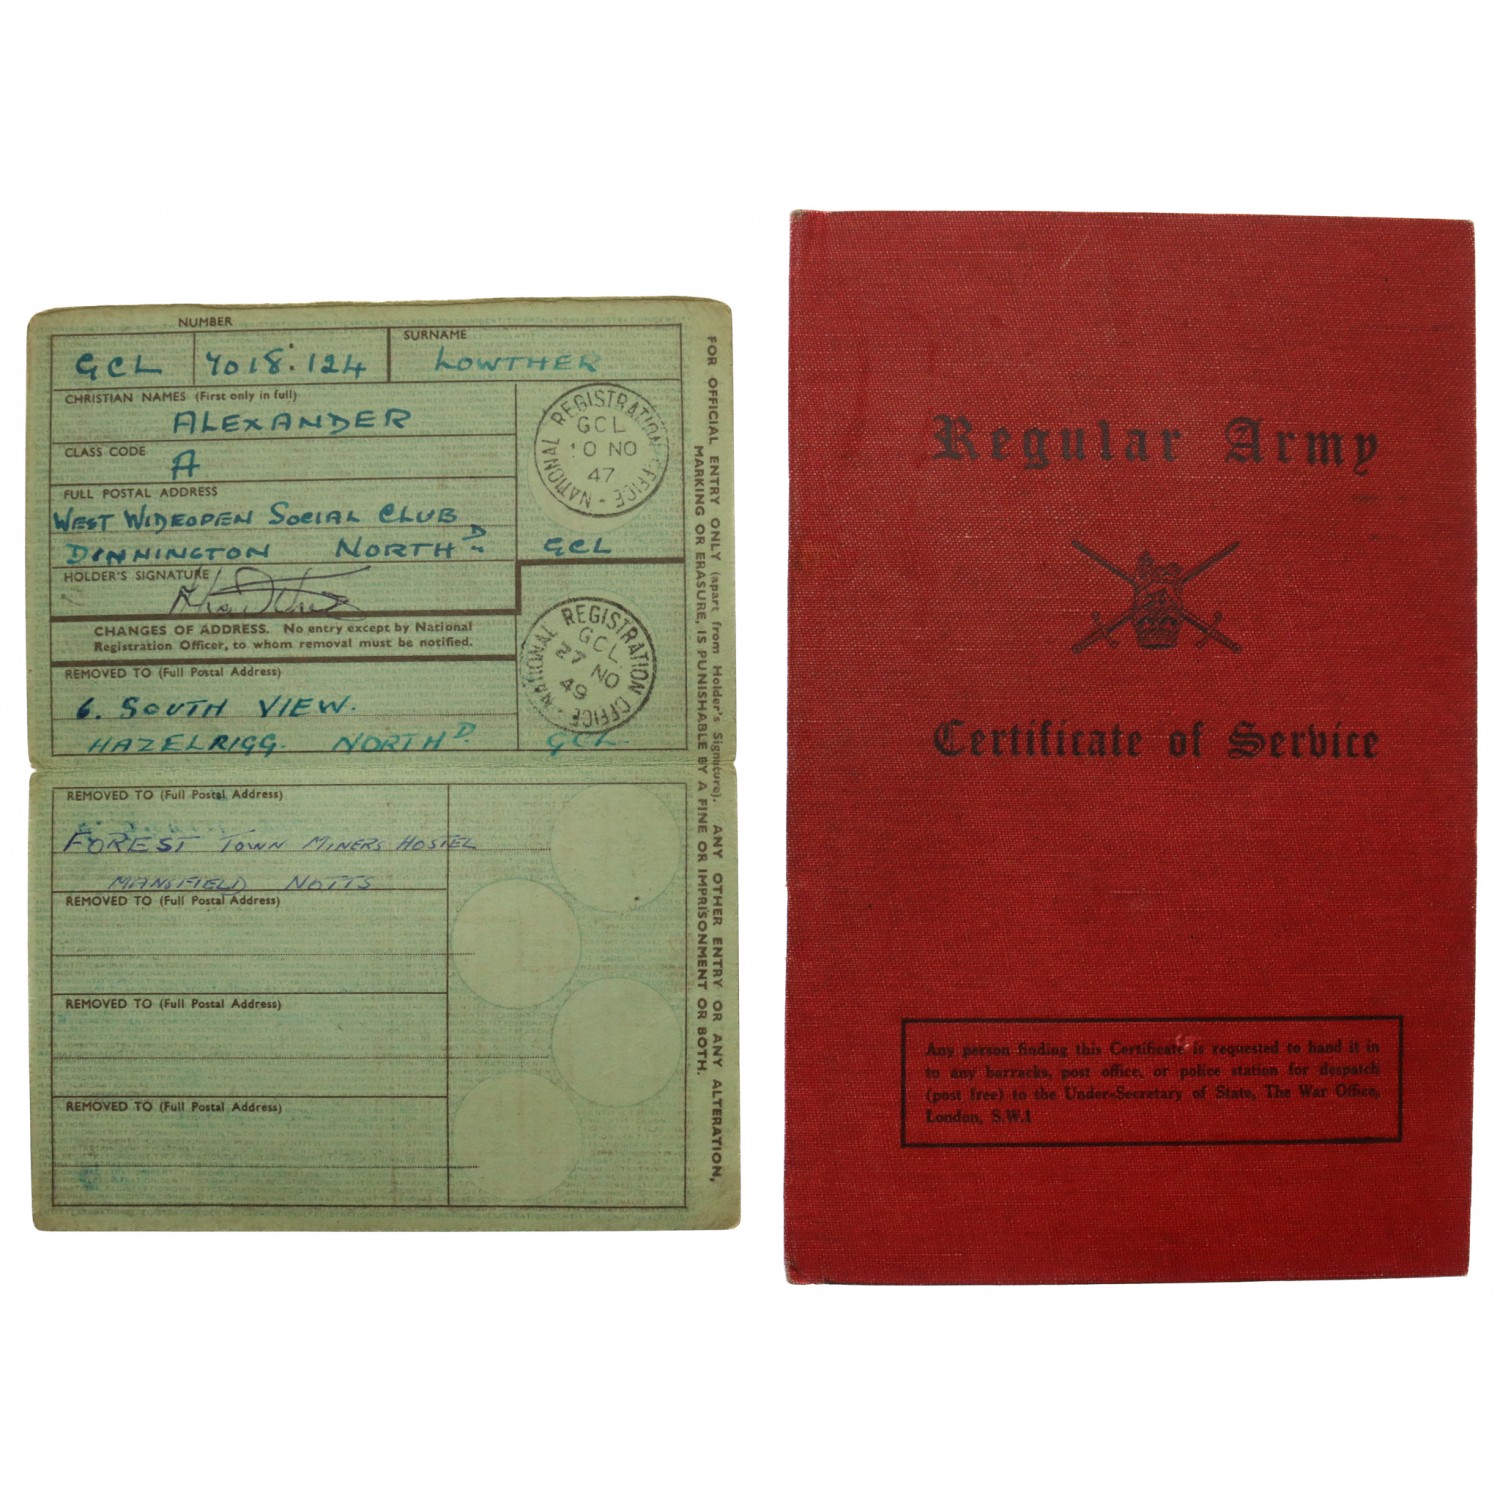 NUMBER
SURNAME
GCL 7018.124 LOWTHER
CHRISTIAN NAMES (First only in full)
ALEXANDER
CLASS CODE
A
FULL POSTAL ADDRESS
WEST WIDEOPEN SOCIAL CLUB
DINNINGTON NORTHD. GCL
HOLDER'S SIGNATURE
NATIONAL REGISTRATION OFFICE
GCL
10 NO
47
CHANGES OF ADDRESS. No entry except by National
Registration Officer, to whom removal must be notified.
REMOVED TO (Full Postal Address)
6. SOUTH VIEW.
HAZELRIGG. NORTHD. GCL.
NATIONAL REGISTRATION OFFICE
GCL
27 NO
49
REMOVED TO (Full Postal Address)
FOREST TOWN MINERS HOSTEL
MANSFIELD NOTTS
REMOVED TO (Full Postal Address)
REMOVED TO (Full Postal Address)
REMOVED TO (Full Postal Address)
FOR OFFICIAL ENTRY ONLY (apart from Holder's Signature). ANY OTHER ENTRY OR ANY ALTERATION,
MARKING OR ERASURE, IS PUNISHABLE BY A FINE OR IMPRISONMENT OR BOTH.
Regular Army
Certificate of Service
Any person finding this Certificate is requested to hand it in
to any barracks, post office, or police station for despatch
(post free) to the Under-Secretary of State, The War Office,
London, S.W.1